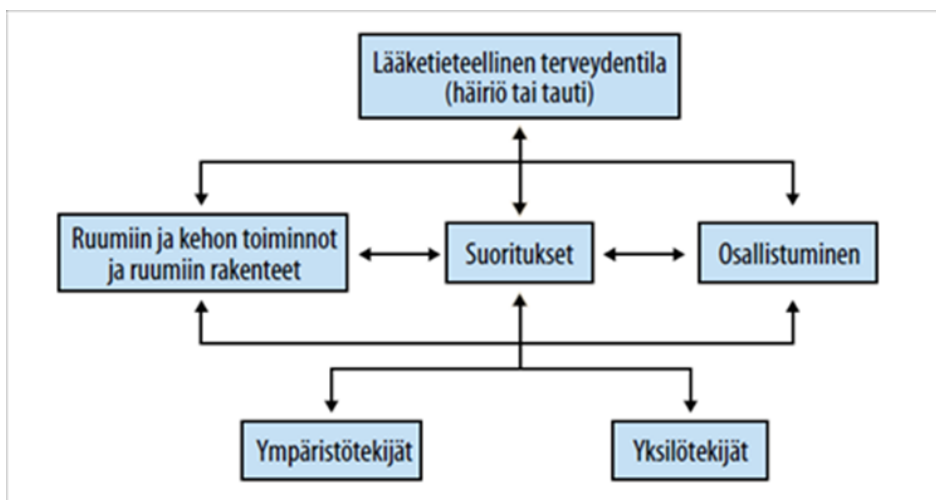 Lääketieteellinen terveydentila
(häiriö tai tauti)
Ruumiin ja kehon toiminnot
ja ruumiin rakenteet
Suoritukset
Osallistuminen
Ympäristötekijät
Yksilötekijät